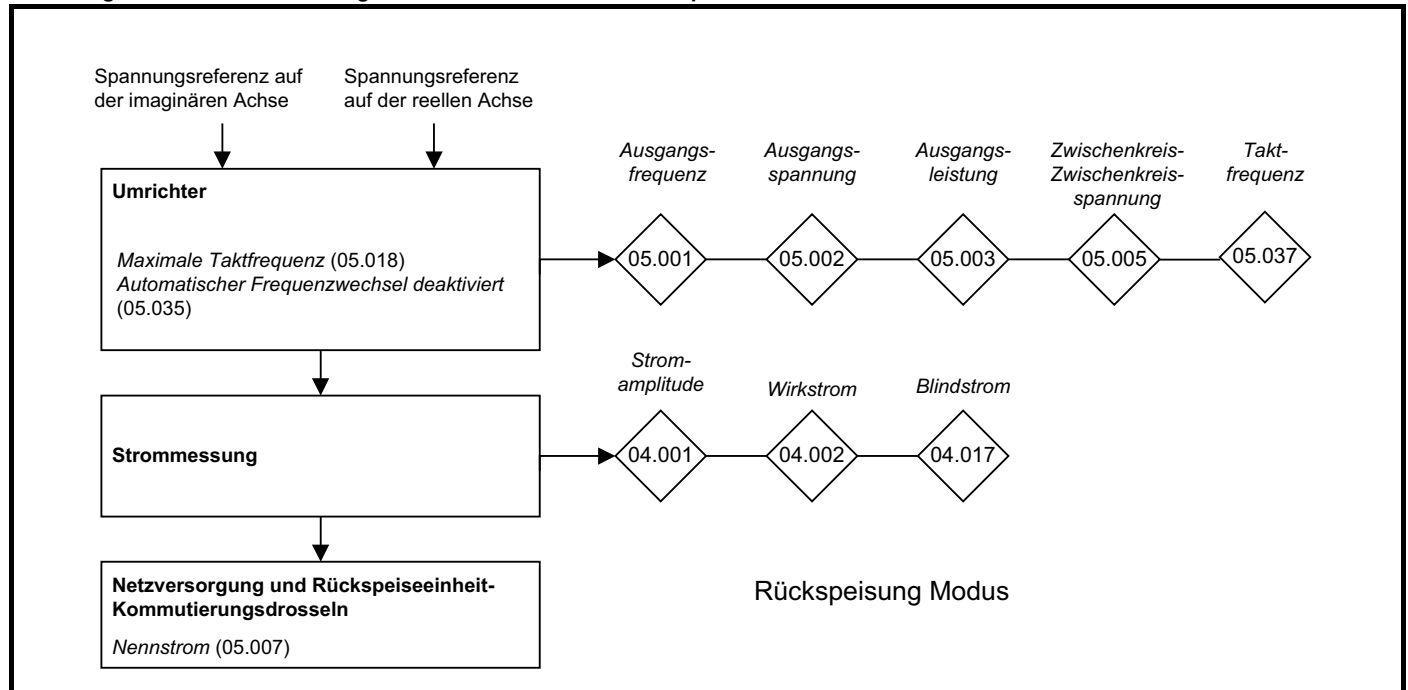 Spannungsreferenz auf
der imaginären Achse
Spannungsreferenz
auf der reellen Achse
Umrichter
Maximale Taktfrequenz (05.018)
Automatischer Frequenzwechsel deaktiviert
(05.035)
Ausgangs-
frequenz
Ausgangs-
spannung
Ausgangs-
leistung
Zwischenkreis-
Zwischenkreis-
spannung
Takt-
frequenz
05.001
05.002
05.003
05.005
05.037
Strommessung
Strom-
amplitude
Wirkstrom
Blindstrom
04.001
04.002
04.017
Netzversorgung und Rückspeiseeinheit-
Kommutierungsdrosseln
Nennstrom (05.007)
Rückspeisung Modus